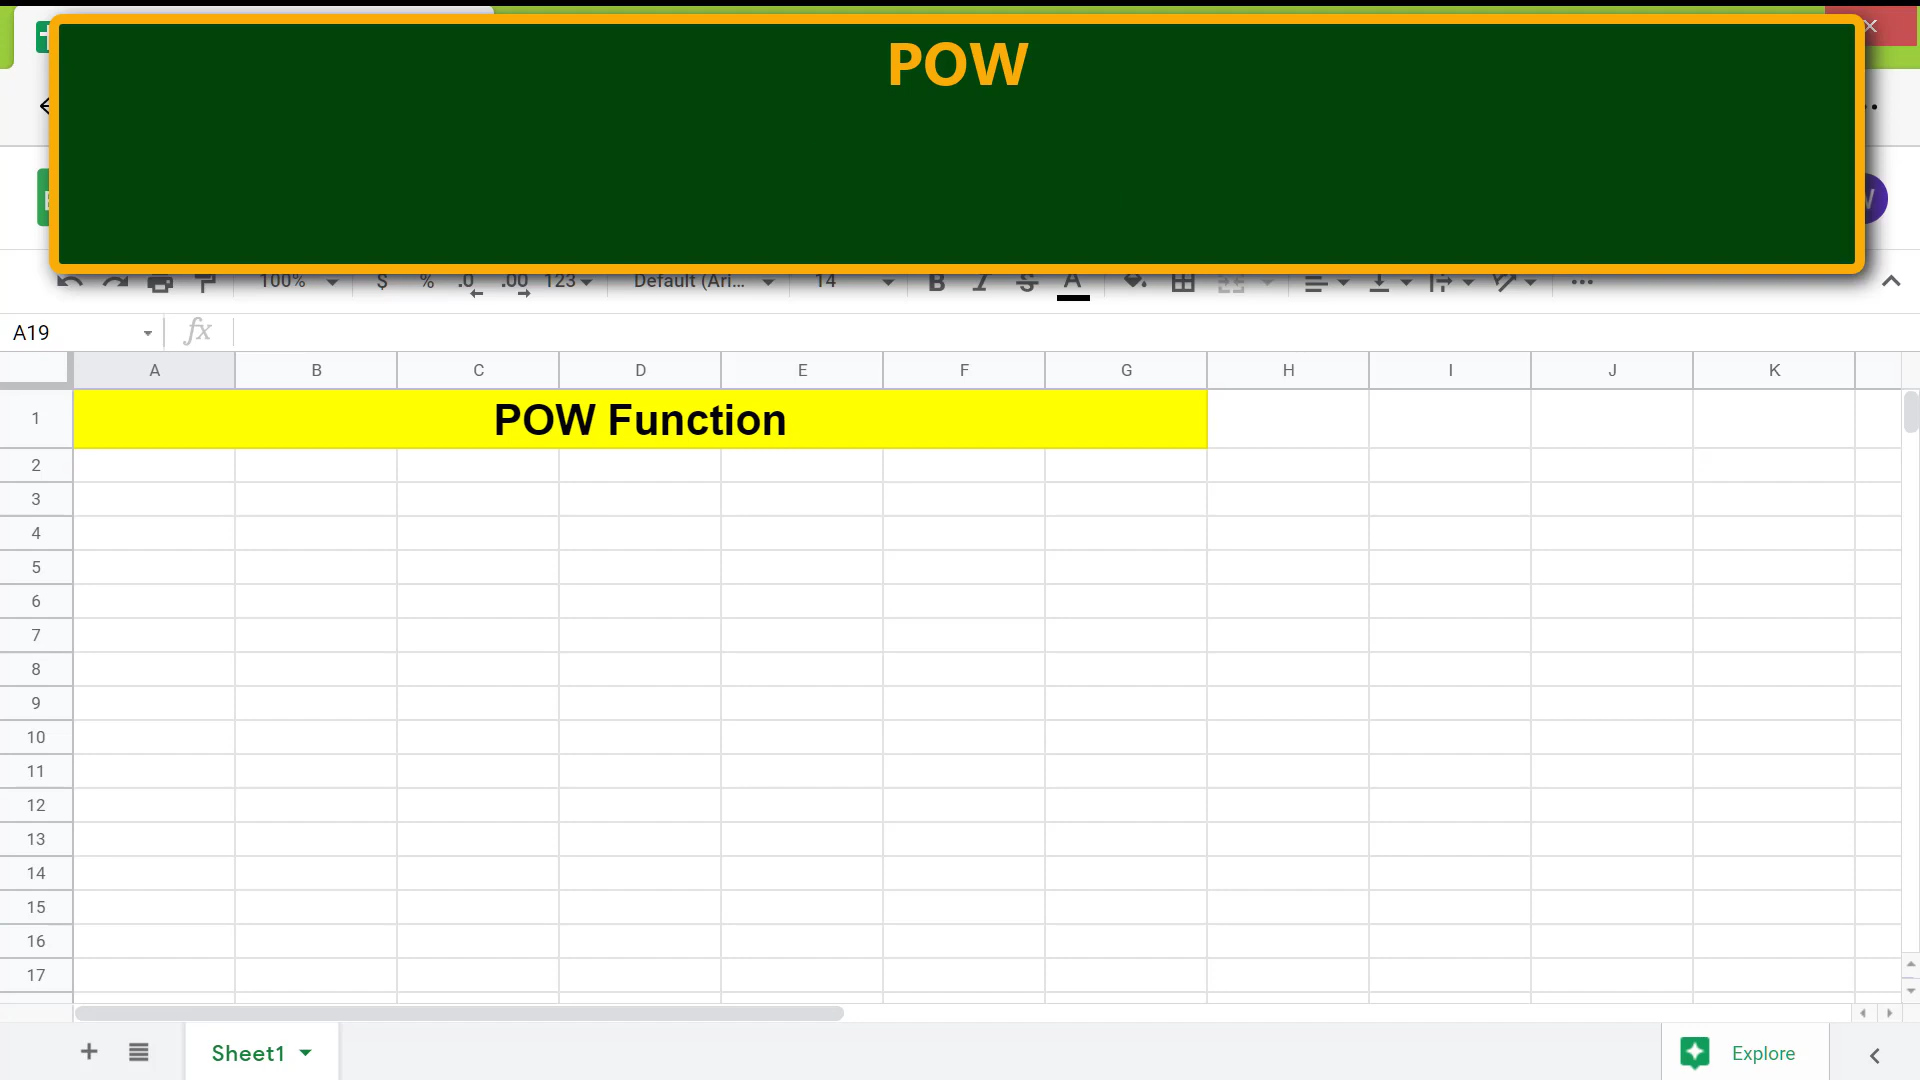 POW
100%
$ % .0 .00 123
Default (Ari...
14
B I S A
A19
fx
A B C D E F G H I J K
1 POW Function
2
3
4
5
6
7
8
9
10
11
12
13
14
15
16
17
Sheet1
Explore